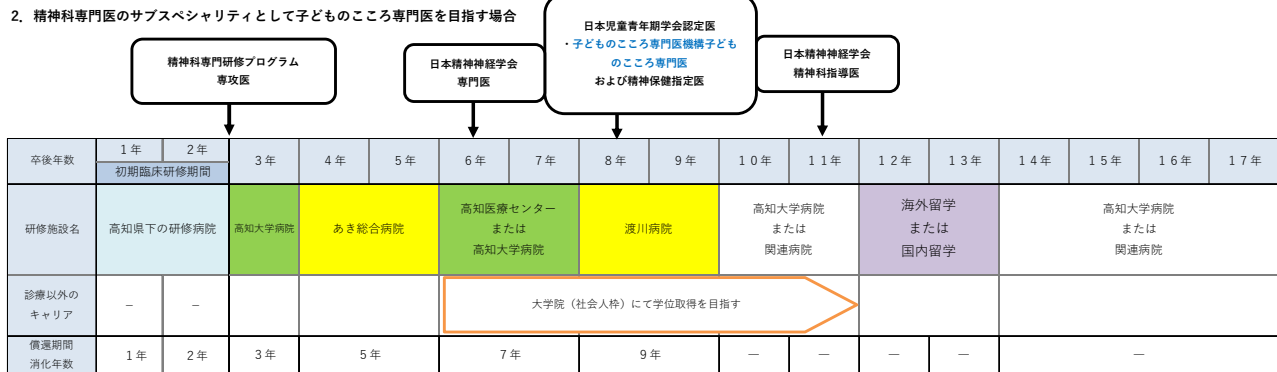 2. 精神科専門医のサブスペシャリティとして子どものこころ専門医を目指す場合
精神科専門研修プログラム
専攻医
日本精神神経学会
専門医
日本児童青年期学会認定医
・子どものこころ専門医機構子ども
のこころ専門医
および精神保健指定医
日本精神神経学会
精神科指導医
卒後年数
1年
2年
初期臨床研修期間
3年
4年
5年
6年
7年
8年
9年
10年
11年
12年
13年
14年
15年
16年
17年
研修施設名
高知県下の研修病院
高知大学病院
あき総合病院
高知医療センター
または
高知大学病院
渡川病院
高知大学病院
または
関連病院
海外留学
または
国内留学
高知大学病院
または
関連病院
診療以外の
キャリア
－
－
大学院（社会人枠）にて学位取得を目指す
償還期間
消化年数
1年
2年
3年
5年
7年
9年
―
―
―
―
―